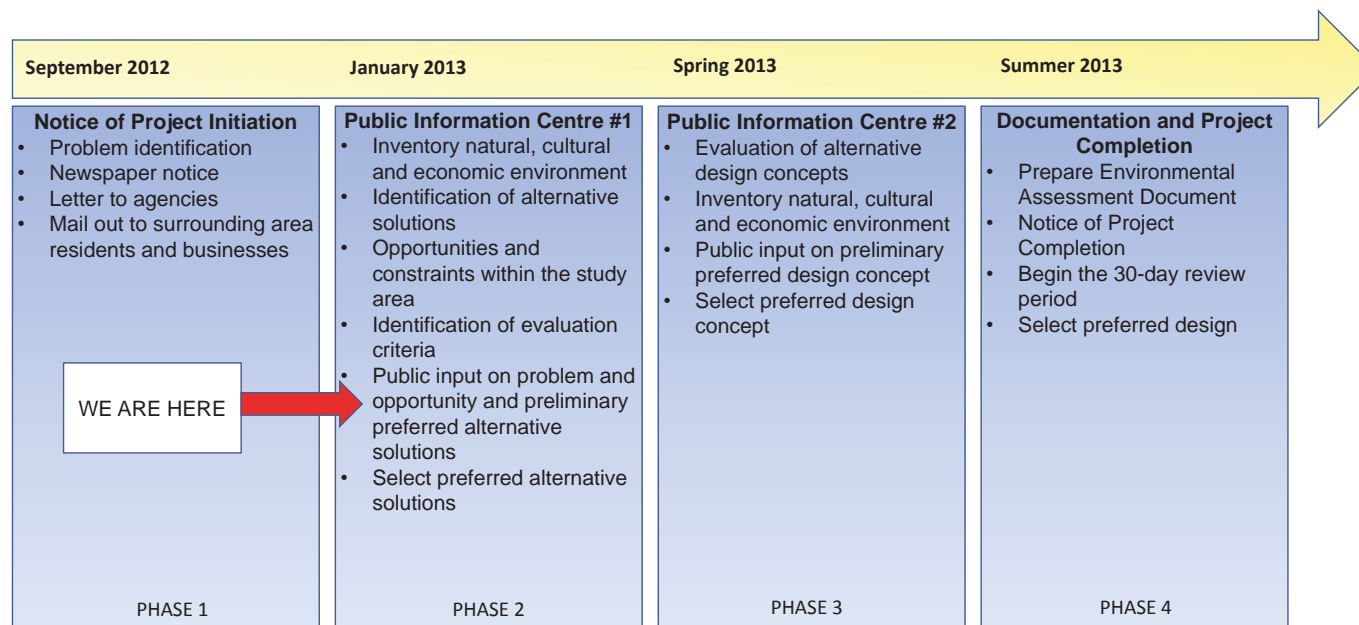 September 2012
January 2013
Spring 2013
Summer 2013
Notice of Project Initiation
• Problem identification
• Newspaper notice
• Letter to agencies
• Mail out to surrounding area
residents and businesses
WE ARE HERE
PHASE 1
Public Information Centre #1
• Inventory natural, cultural
and economic environment
• Identification of alternative
solutions
• Opportunities and
constraints within the study
area
• Identification of evaluation
criteria
• Public input on problem and
opportunity and preliminary
preferred alternative
solutions
• Select preferred alternative
solutions
PHASE 2
Public Information Centre #2
• Evaluation of alternative
design concepts
• Inventory natural, cultural
and economic environment
• Public input on preliminary
preferred design concept
• Select preferred design
concept
PHASE 3
Documentation and Project
Completion
• Prepare Environmental
Assessment Document
• Notice of Project
Completion
• Begin the 30-day review
period
• Select preferred design
PHASE 4